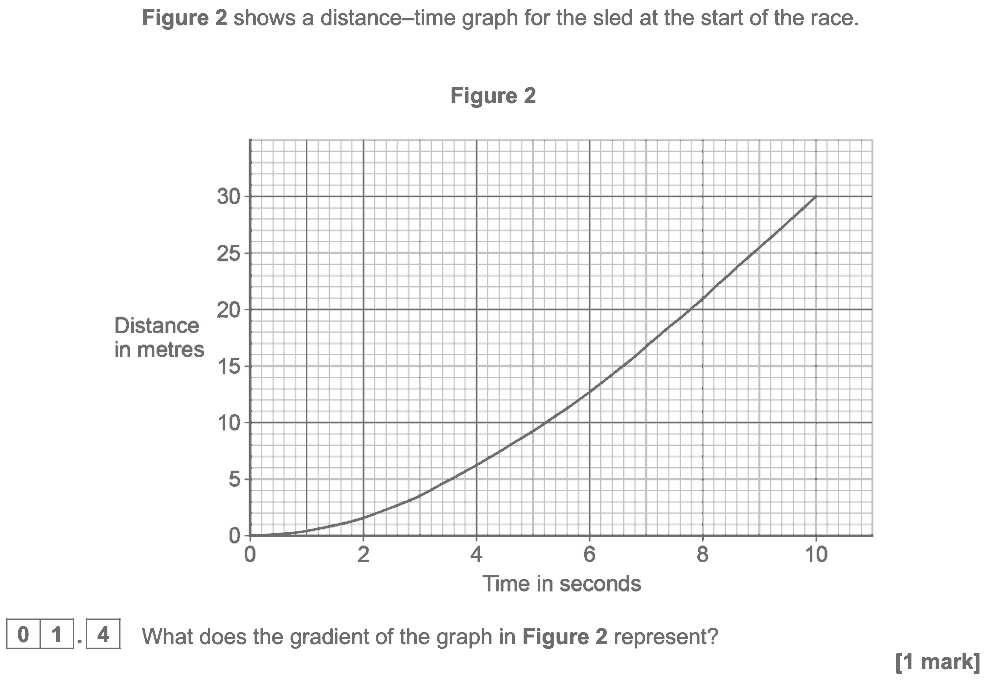 Figure 2 shows a distance–time graph for the sled at the start of the race.
Figure 2
30
25
20
15
10
5
0
Distance
in metres
0 2 4 6 8 10
Time in seconds
0 1 . 4 What does the gradient of the graph in Figure 2 represent?
[1 mark]